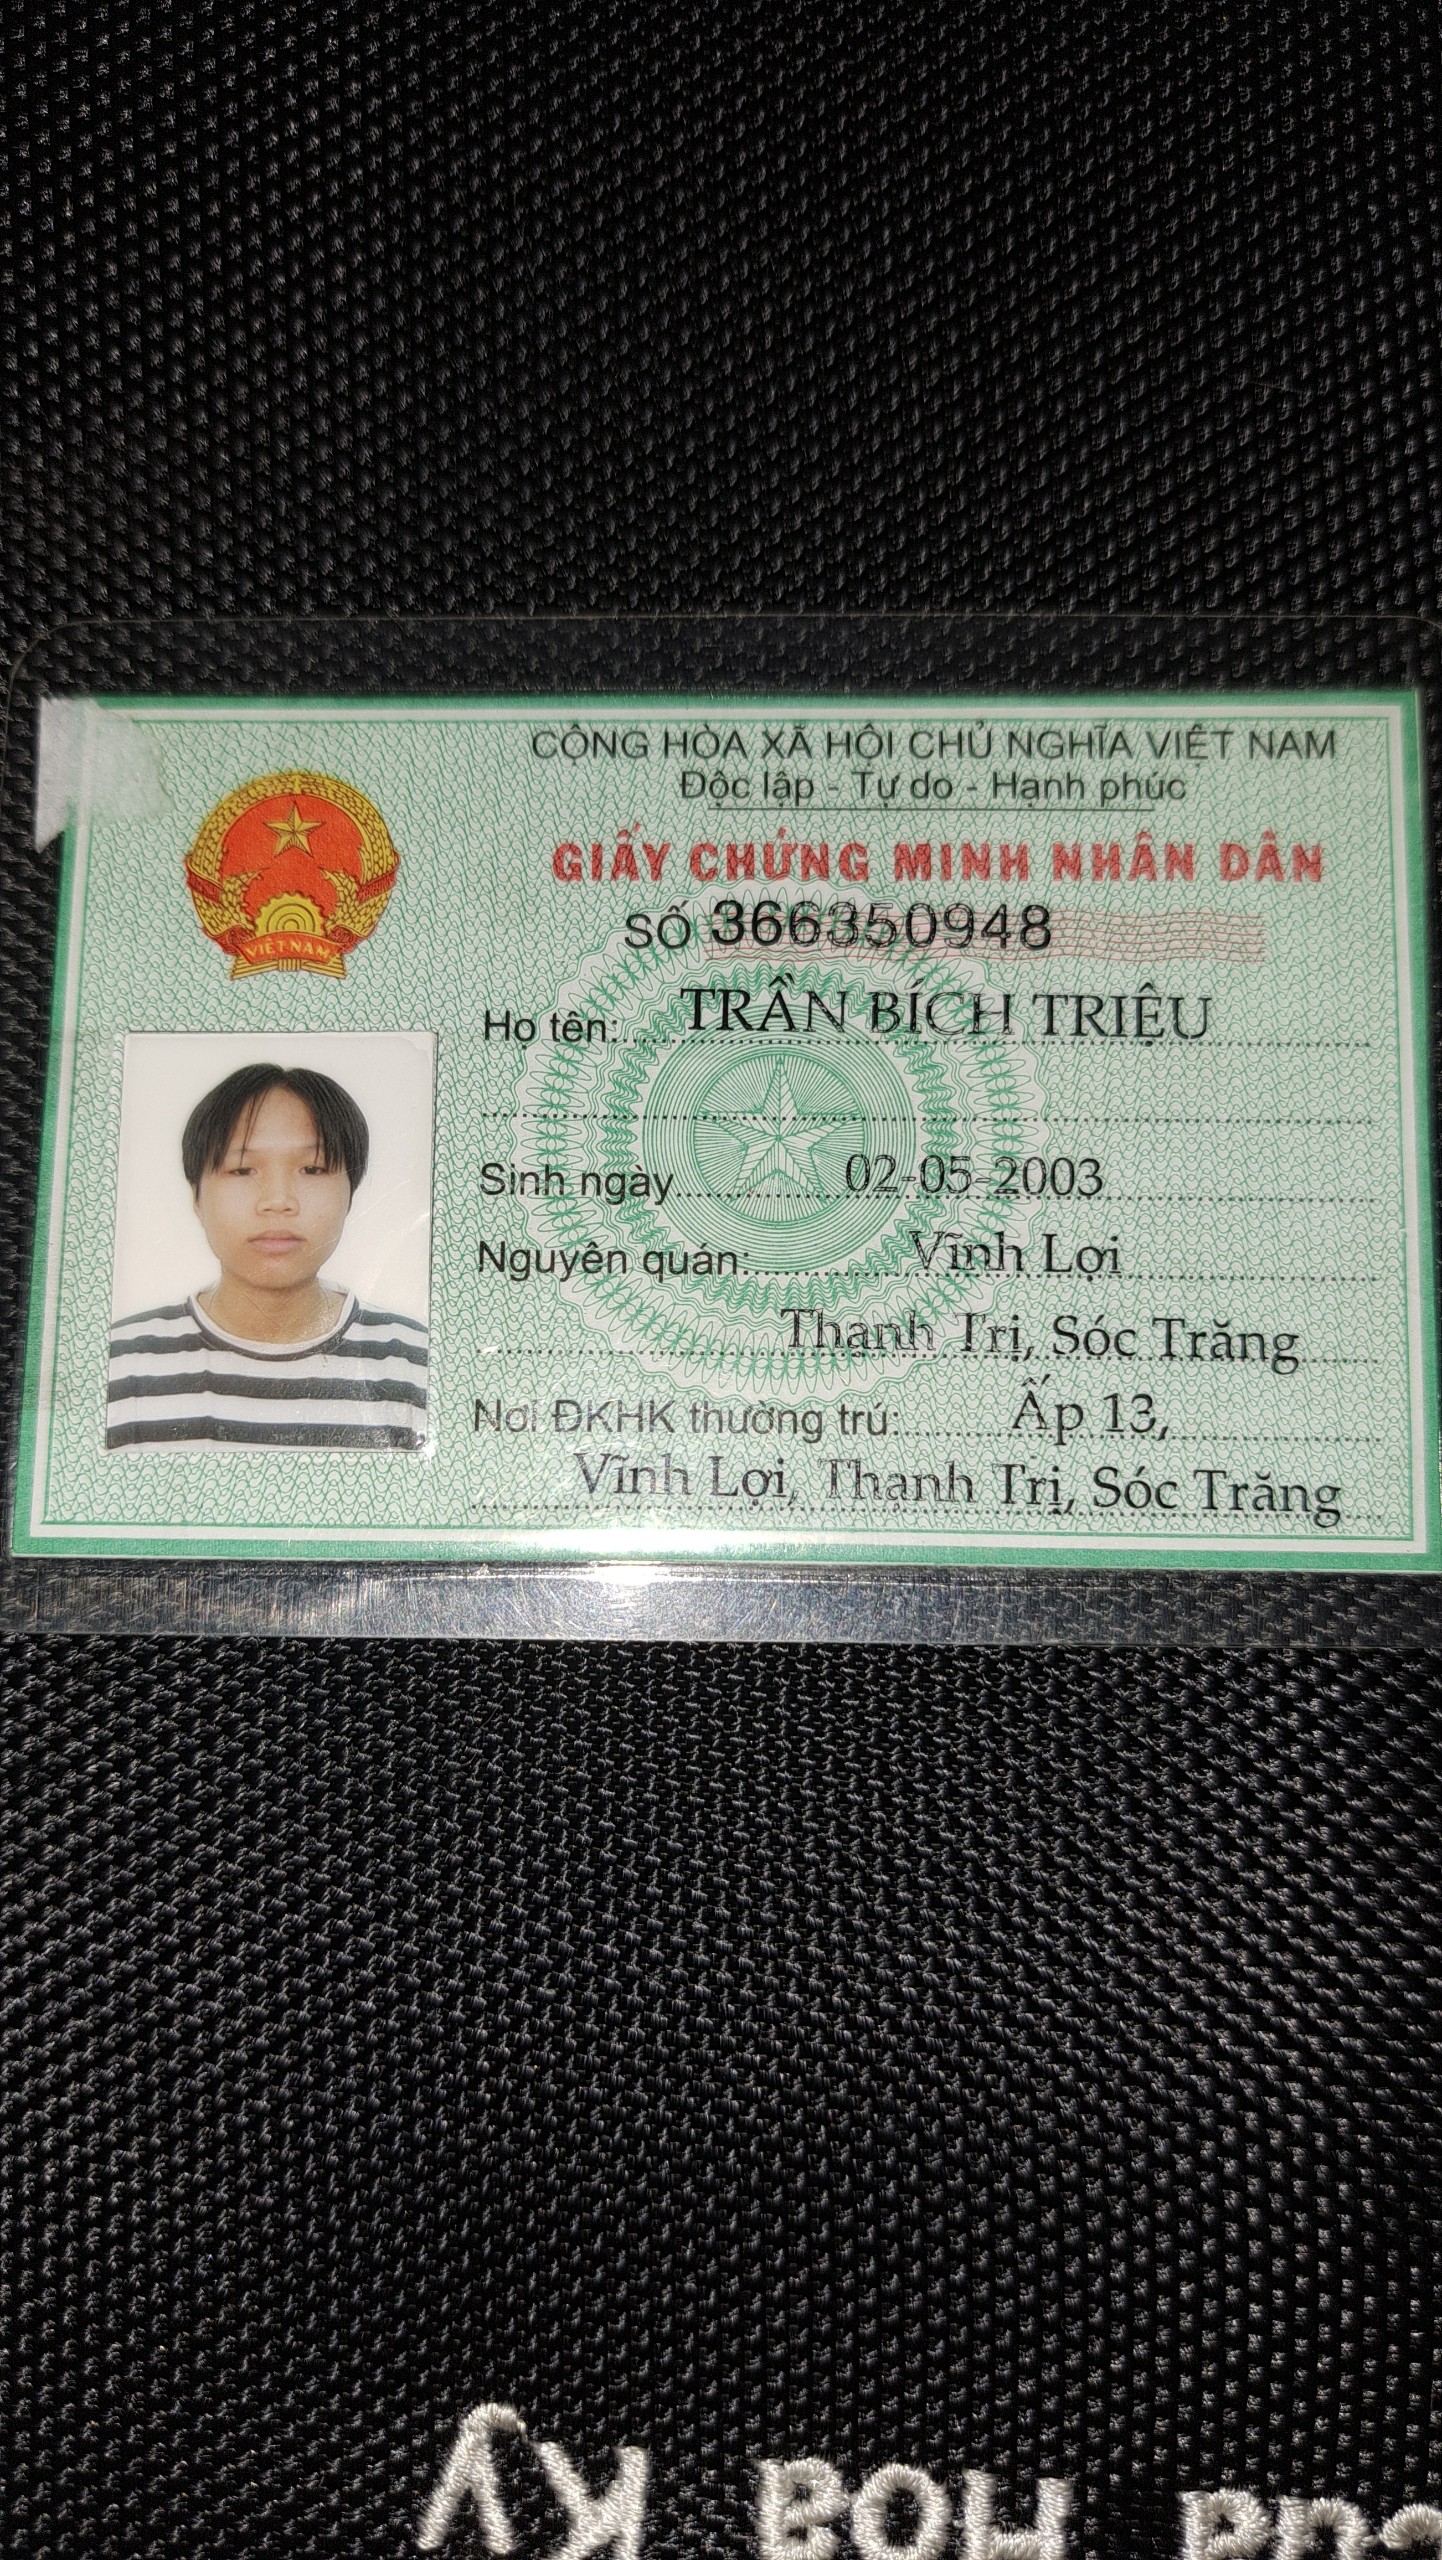 CỘNG HÒA XÃ HỘI CHỦ NGHĨA VIỆT NAM
Độc lập - Tự do - Hạnh phúc
GIẤY CHỨNG MINH NHÂN DÂN
SỐ 366350948
VIỆT NAM
Họ tên: TRẦN BÍCH TRIỆU
Sinh ngày 02-05-2003
Nguyên quán: Vĩnh Lợi
Thạnh Trị, Sóc Trăng
Nơi ĐKHK thường trú: Ấp 13,
Vĩnh Lợi, Thạnh Trị, Sóc Trăng
Hoa Ky